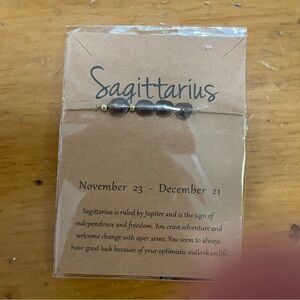 Sagittarius
November 23 - December 21
Sagittarius is ruled by Jupiter and is the sign of
independence and freedom. You crave adventure and
welcome change with oper arms. You seem to always
have good luck because of your optimistic outlook on life